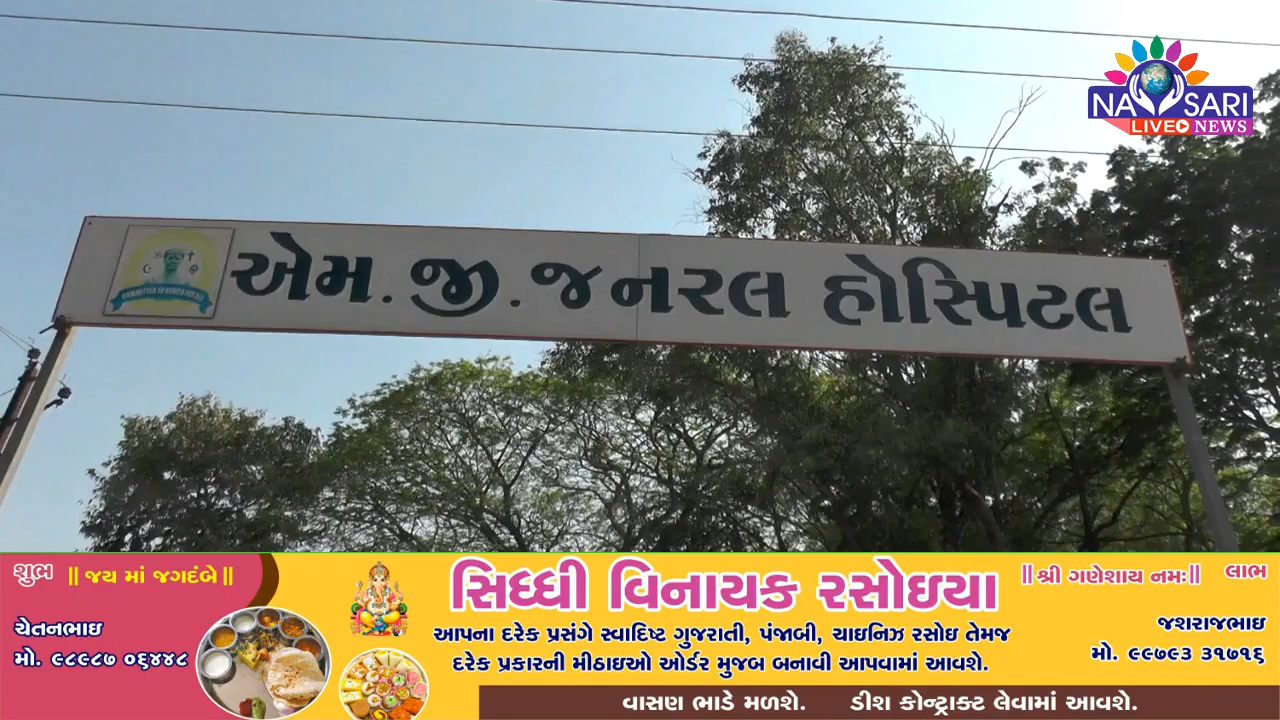 NAVSARI
LIVE NEWS
એમ.જી.જનરલ હોસ્પિટલ
શુભ
|| જય માં જગદંબે ||
ચેતનભાઇ
મો. ૯૮૯૮૭ ૦૬૪૪૮
સિધ્ધી વિનાયક રસોઇયા
આપના દરેક પ્રસંગે સ્વાદિષ્ટ ગુજરાતી, પંજાબી, ચાઇનિઝ રસોઇ તેમજ
દરેક પ્રકારની મીઠાઇઓ ઓર્ડર મુજબ બનાવી આપવામાં આવશે.
|| શ્રી ગણેશાય નમઃ||
લાભ
જશરાજભાઇ
મો. ૯૯૭૯૩ ૩૧૭૧૬
વાસણ ભાડે મળશે. ડીશ કોન્ટ્રાક્ટ લેવામાં આવશે.